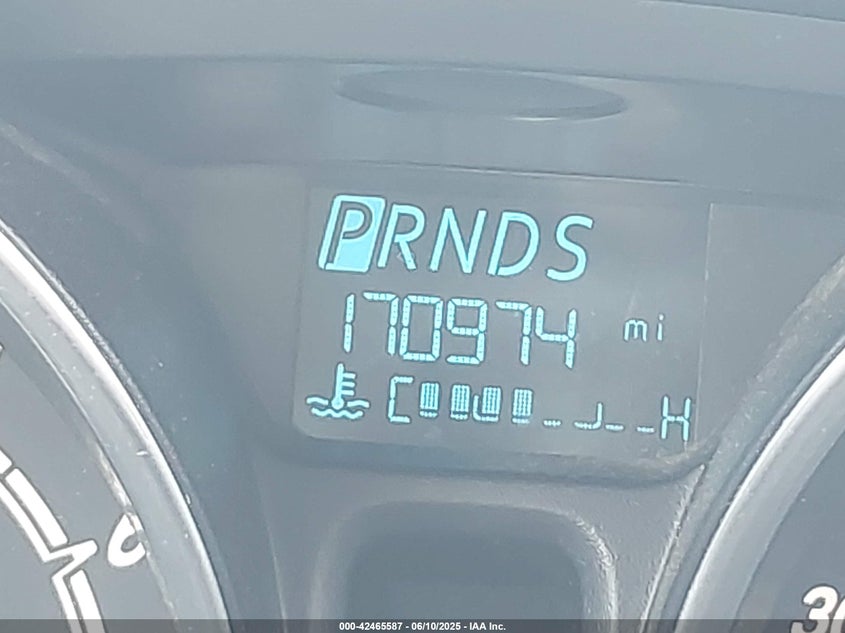 PRNDS
170974 mi
C H
000-42465587 - 06/10/2025 - IAA Inc.